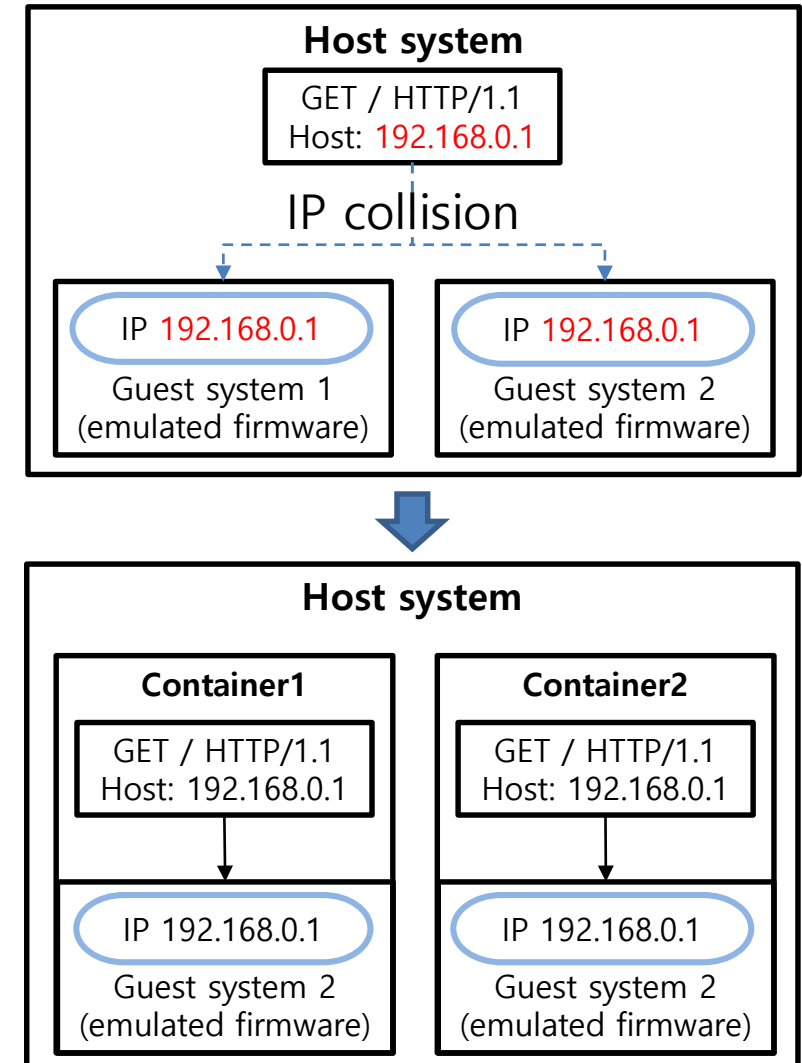 Host system
GET / HTTP/1.1
Host: 192.168.0.1
IP collision
IP 192.168.0.1
Guest system 1
(emulated firmware)
IP 192.168.0.1
Guest system 2
(emulated firmware)
Host system
Container1
GET / HTTP/1.1
Host: 192.168.0.1
IP 192.168.0.1
Guest system 2
(emulated firmware)
Container2
GET / HTTP/1.1
Host: 192.168.0.1
IP 192.168.0.1
Guest system 2
(emulated firmware)